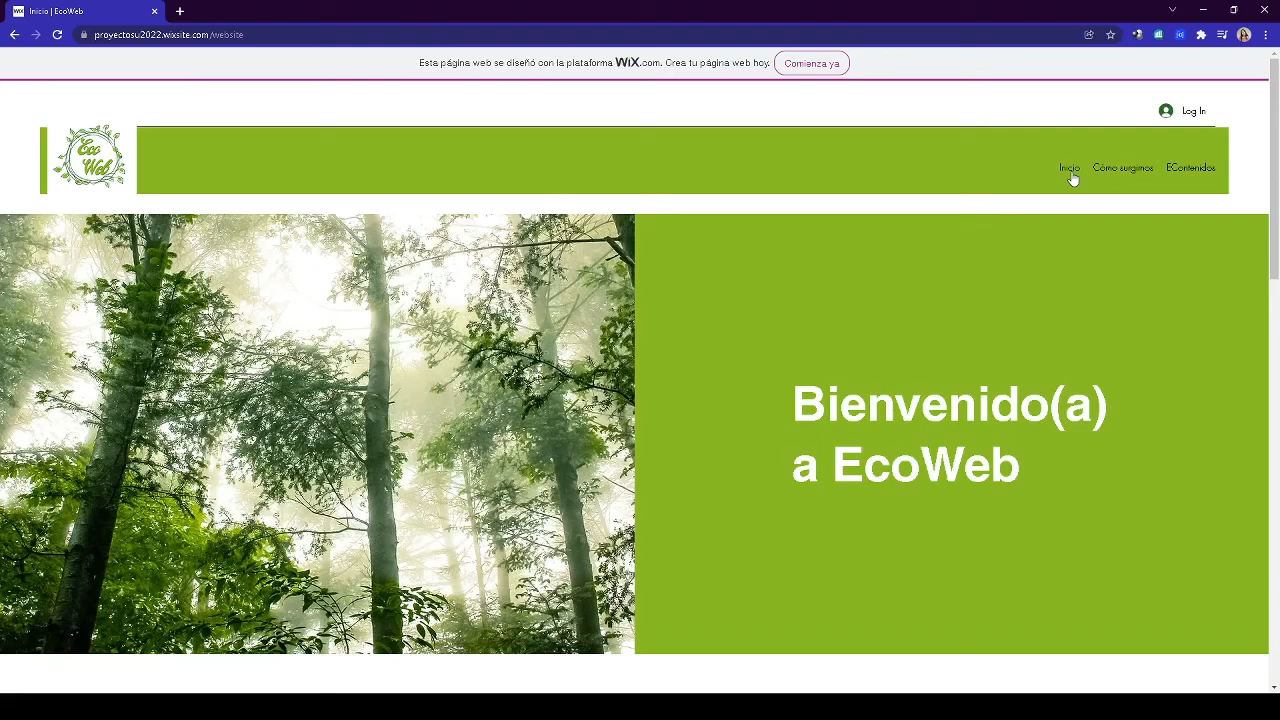 WiX Inicio | EcoWeb
proyectosu2022.wixsite.com/website
Esta página web se diseñó con la plataforma WiX.com. Crea tu página web hoy. Comienza ya
Log In
Eco
Web
Inicio Cómo surgimos EContenidos
Bienvenido(a)
a EcoWeb